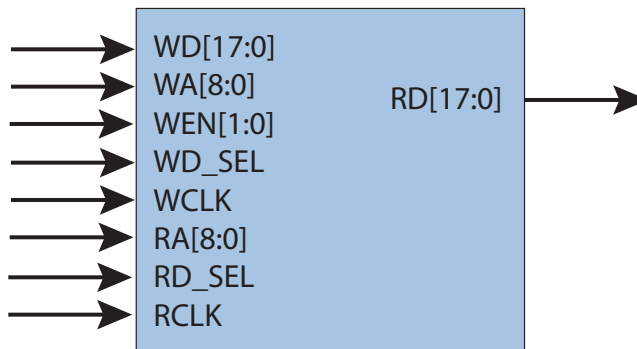 WD[17:0]
WA[8:0]
WEN[1:0]
WD_SEL
WCLK
RA[8:0]
RD_SEL
RCLK
RD[17:0]